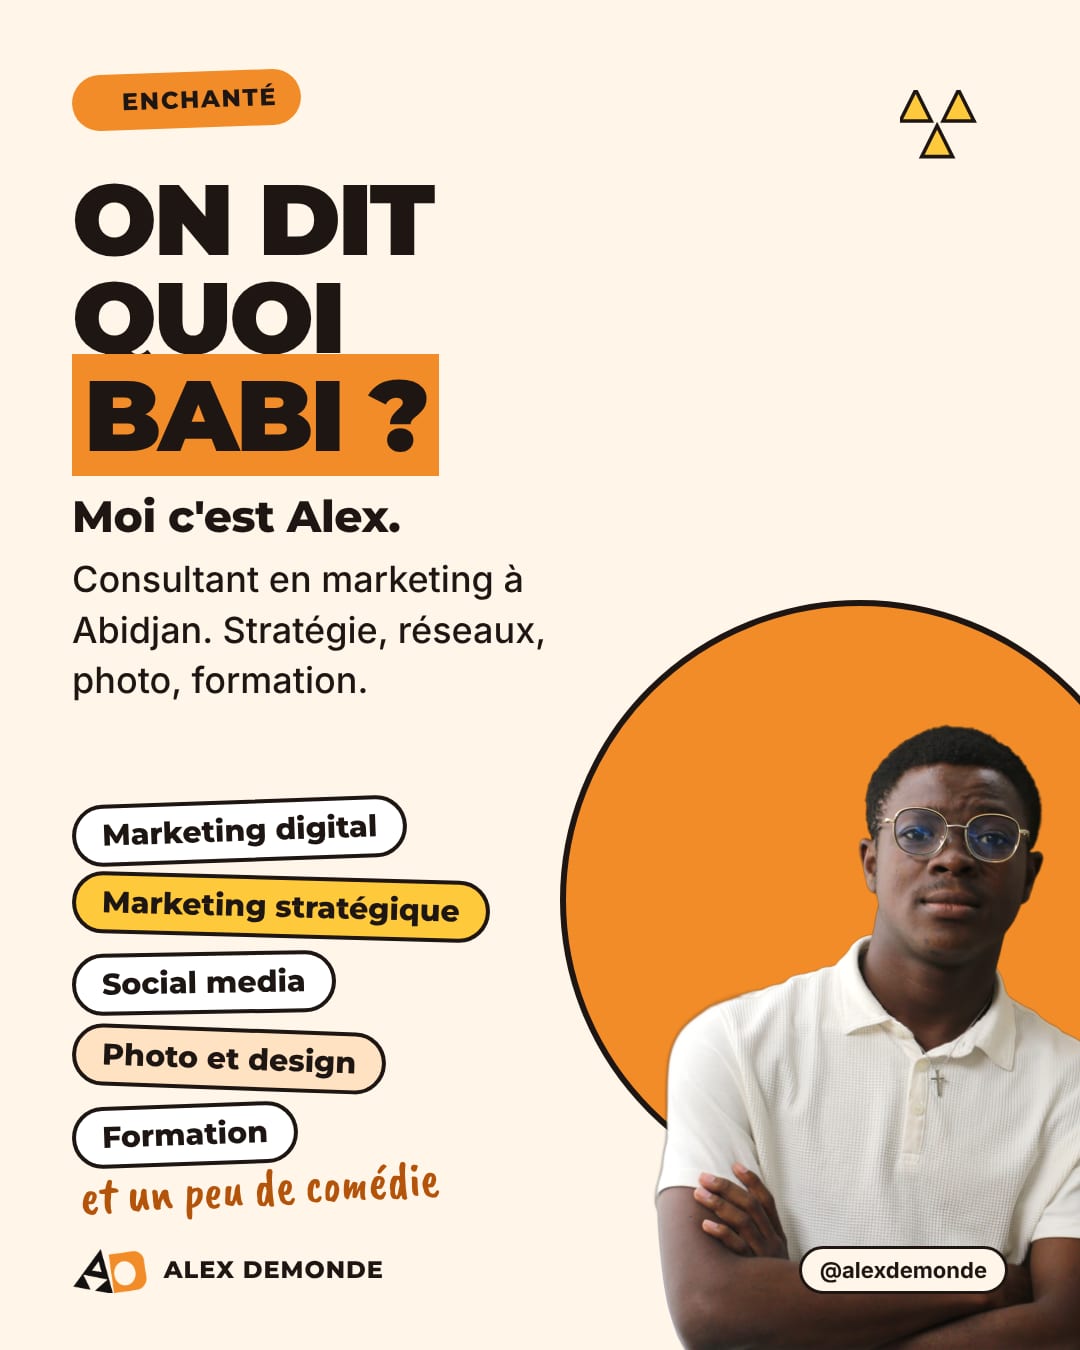 ENCHANTÉ
ON DIT
QUOI
BABI ?
Moi c'est Alex.
Consultant en marketing à
Abidjan. Stratégie, réseaux,
photo, formation.
Marketing digital
Marketing stratégique
Social media
Photo et design
Formation
et un peu de comédie
ALEX DEMONDE
@alexdemonde